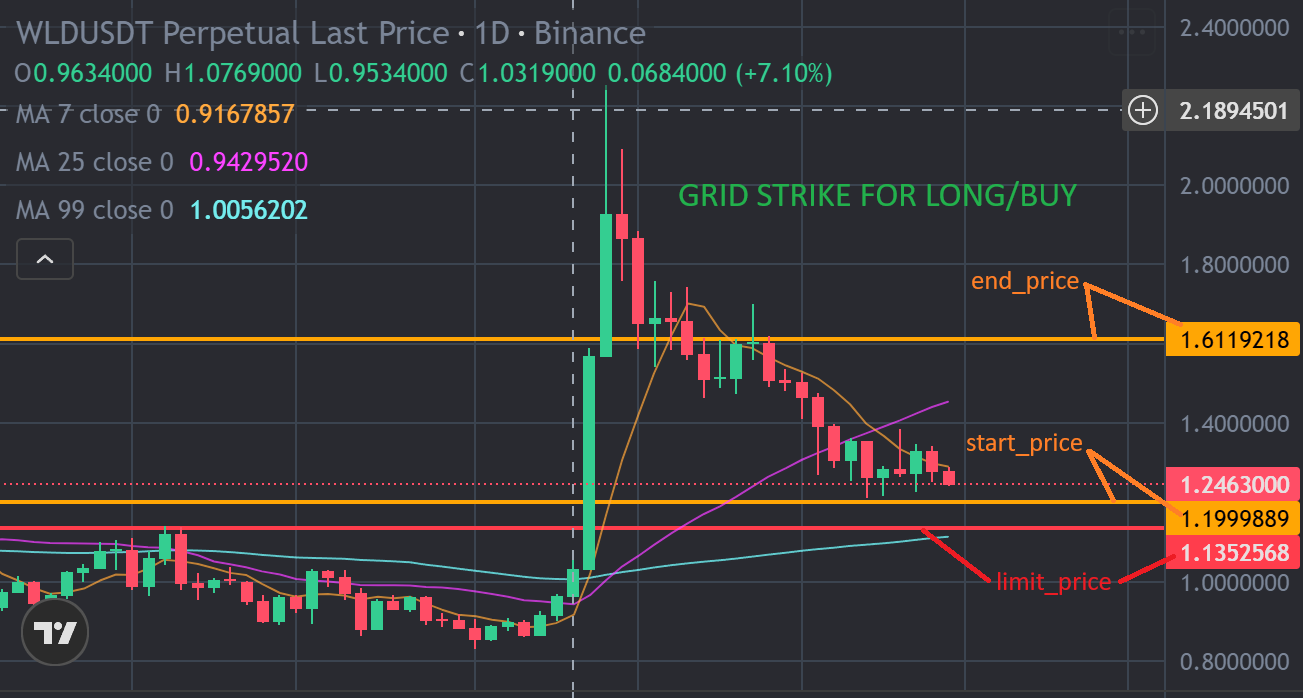 WLDUSDT Perpetual Last Price · 1D · Binance
O0.9634000 H1.0769000 L0.9534000 C1.0319000 0.0684000 (+7.10%)
MA 7 close 0 0.9167857
MA 25 close 0 0.9429520
MA 99 close 0 1.0056202
GRID STRIKE FOR LONG/BUY
end_price
start_price
limit_price
2.4000000
2.1894501
2.0000000
1.8000000
1.6119218
1.4000000
1.2463000
1.1999889
1.1352568
1.0000000
0.8000000